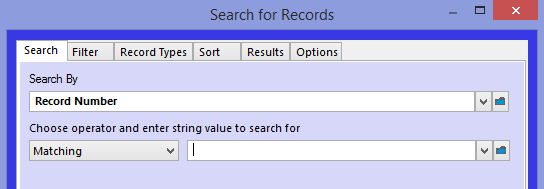 Search for Records
Search Filter Record Types Sort Results Options
Search By
Record Number
Choose operator and enter string value to search for
Matching